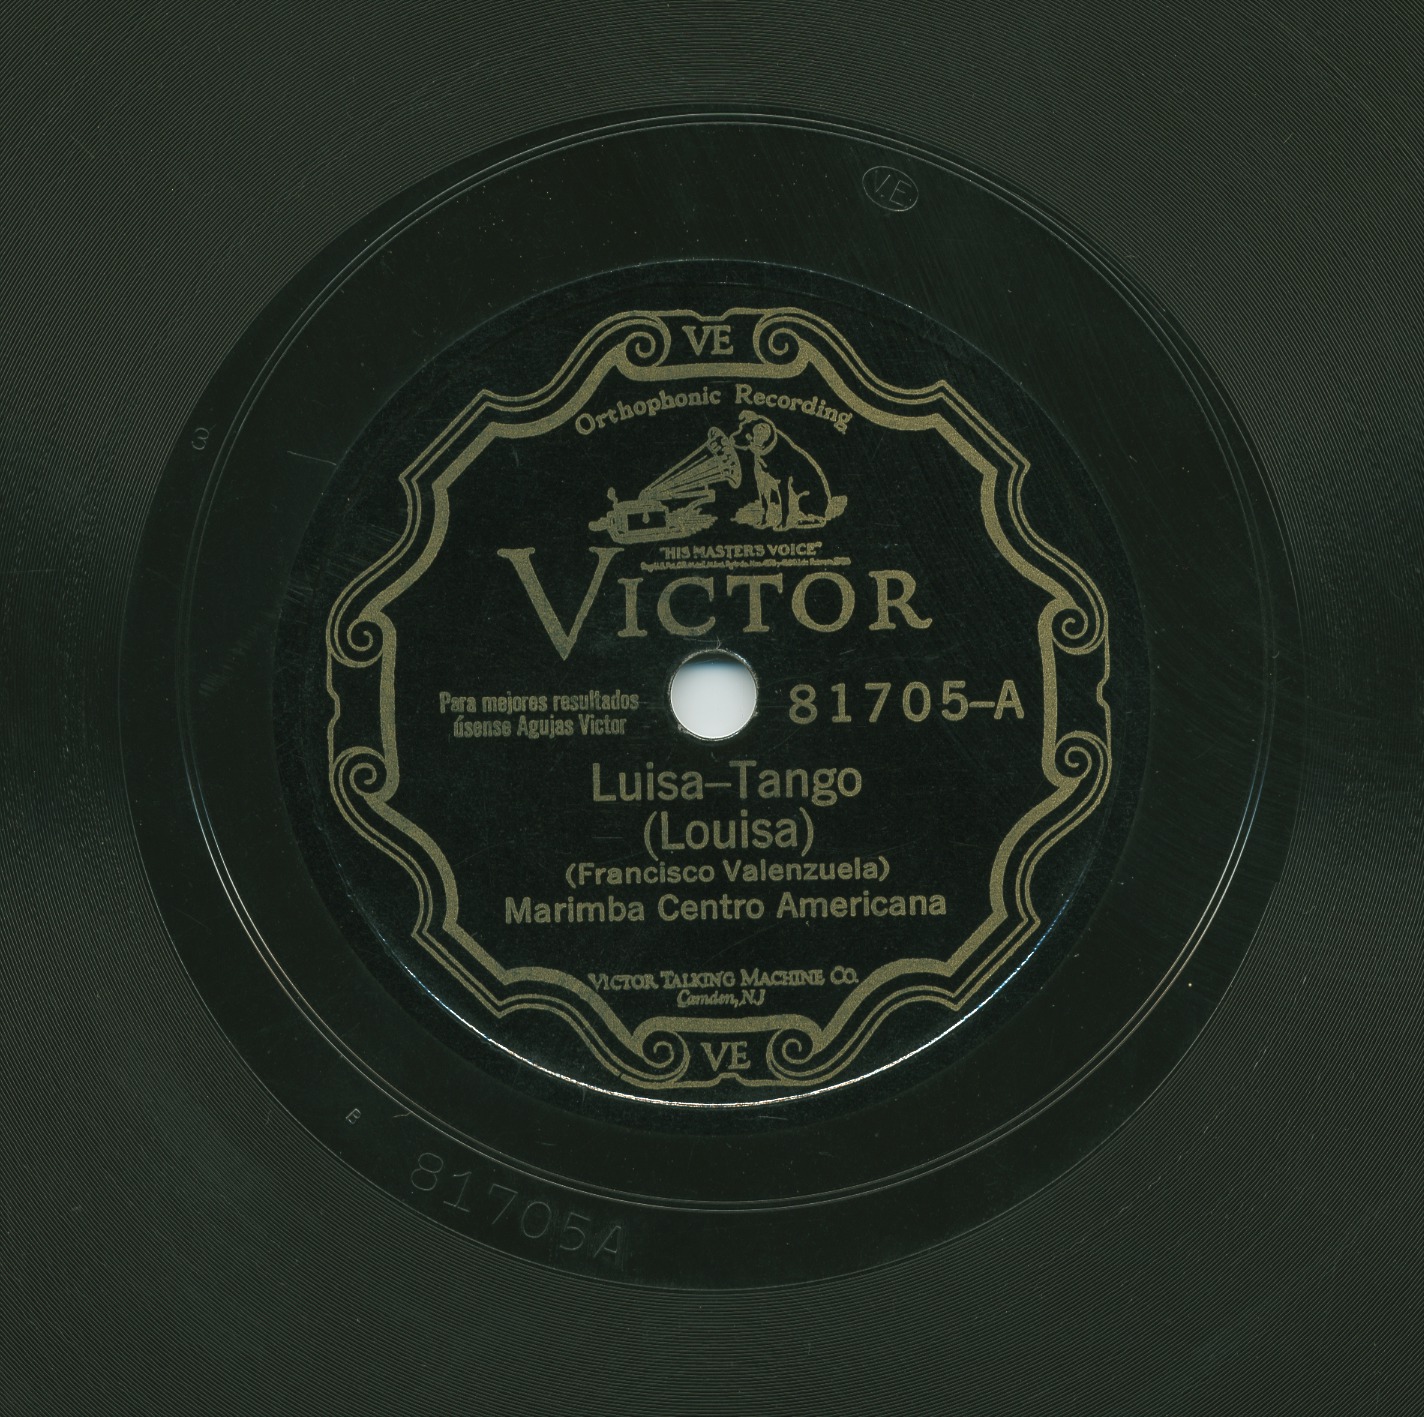 V.E
VE
Orthophonic Recording
"HIS MASTER'S VOICE"
VICTOR
Para mejores resultados
úsense Agujas Victor
81705–A
Luisa–Tango
(Louisa)
(Francisco Valenzuela)
Marimba Centro Americana
VICTOR TALKING MACHINE CO.
Camden, N.J
VE
3
B
81705A